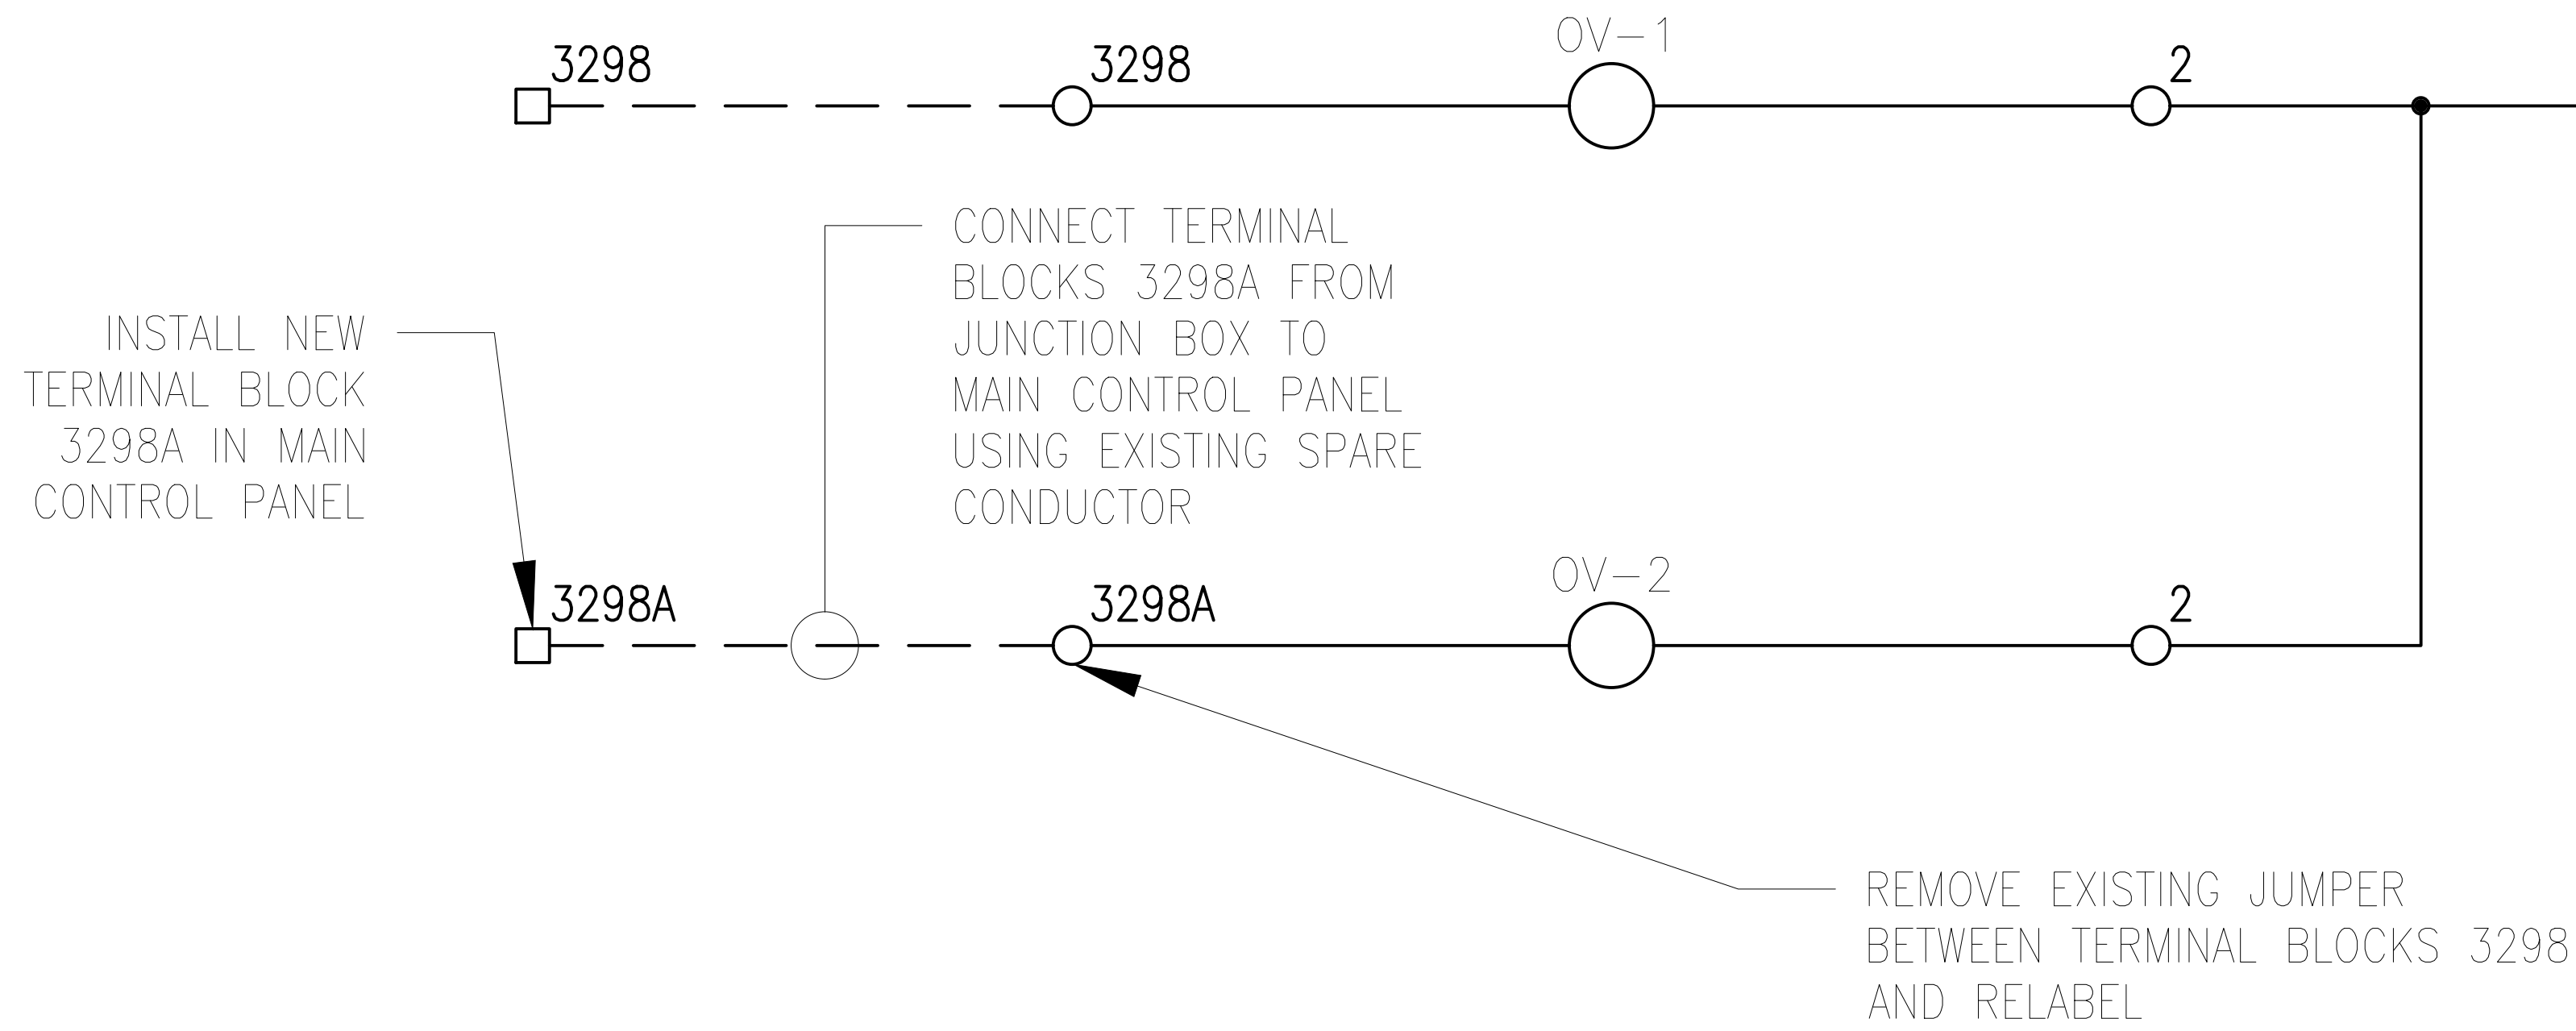 OV-1
3298
3298
2
CONNECT TERMINAL
BLOCKS 3298A FROM
JUNCTION BOX TO
MAIN CONTROL PANEL
USING EXISTING SPARE
CONDUCTOR
INSTALL NEW
TERMINAL BLOCK
3298A IN MAIN
CONTROL PANEL
OV-2
3298A
3298A
2
REMOVE EXISTING JUMPER
BETWEEN TERMINAL BLOCKS 3298
AND RELABEL